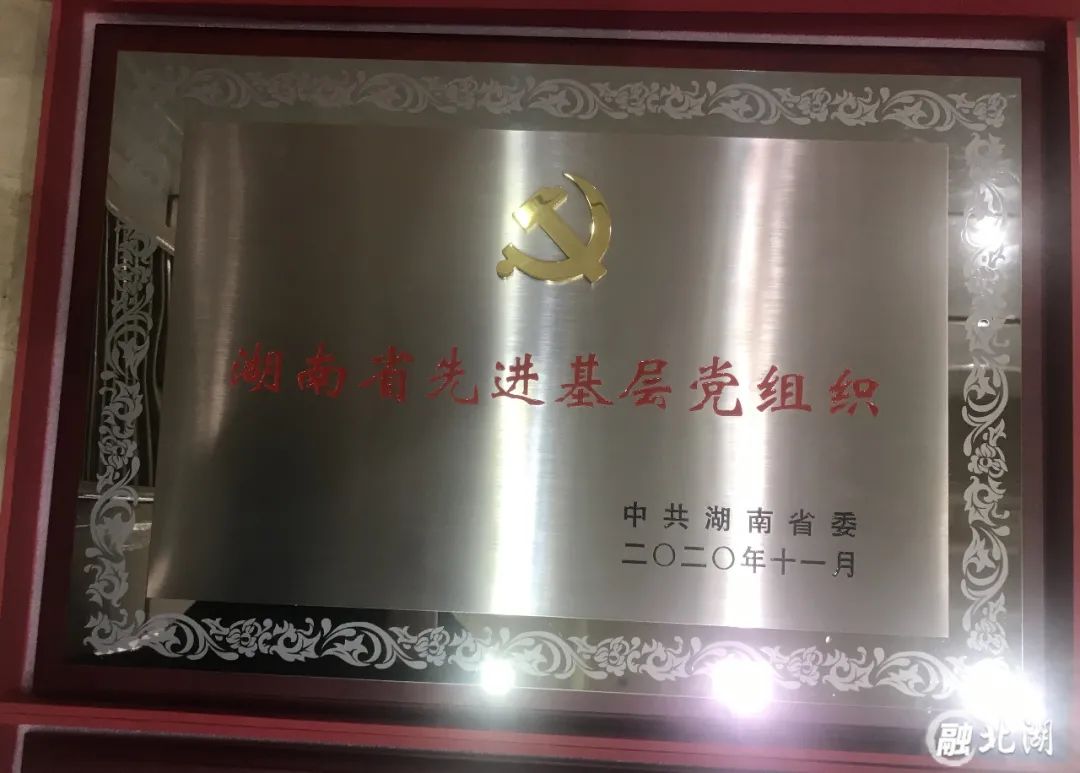 湖南省先进基层党组织
中共湖南省委
二〇二〇年十一月
融北湖